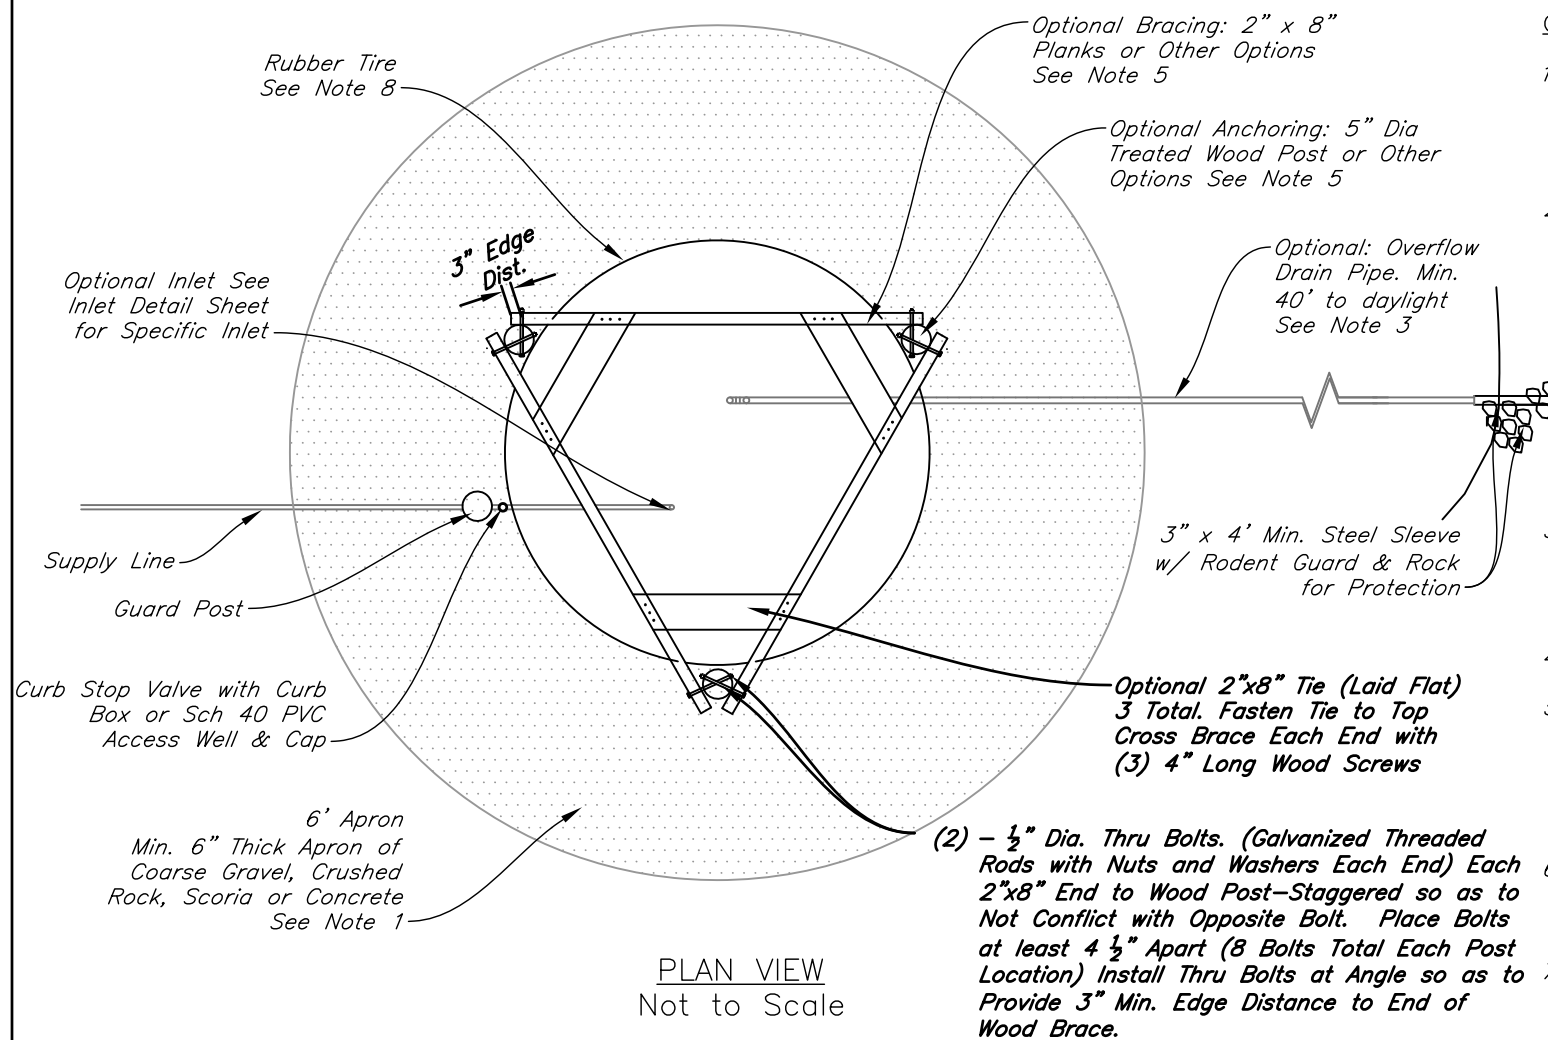 Rubber Tire
See Note 8
Optional Bracing: 2" x 8"
Planks or Other Options
See Note 5
Optional Anchoring: 5" Dia
Treated Wood Post or Other
Options See Note 5
3" Edge
Dist.
Optional Inlet See
Inlet Detail Sheet
for Specific Inlet
Optional: Overflow
Drain Pipe. Min.
40' to daylight
See Note 3
Supply Line
Guard Post
3" x 4' Min. Steel Sleeve
w/ Rodent Guard & Rock
for Protection
Curb Stop Valve with Curb
Box or Sch 40 PVC
Access Well & Cap
Optional 2"x8" Tie (Laid Flat)
3 Total. Fasten Tie to Top
Cross Brace Each End with
(3) 4" Long Wood Screws
6' Apron
Min. 6" Thick Apron of
Coarse Gravel, Crushed
Rock, Scoria or Concrete
See Note 1
(2) – ½" Dia. Thru Bolts. (Galvanized Threaded
Rods with Nuts and Washers Each End) Each
2"x8" End to Wood Post–Staggered so as to
Not Conflict with Opposite Bolt. Place Bolts
at least 4 ½" Apart (8 Bolts Total Each Post
Location) Install Thru Bolts at Angle so as to
Provide 3" Min. Edge Distance to End of
Wood Brace.
PLAN VIEW
Not to Scale